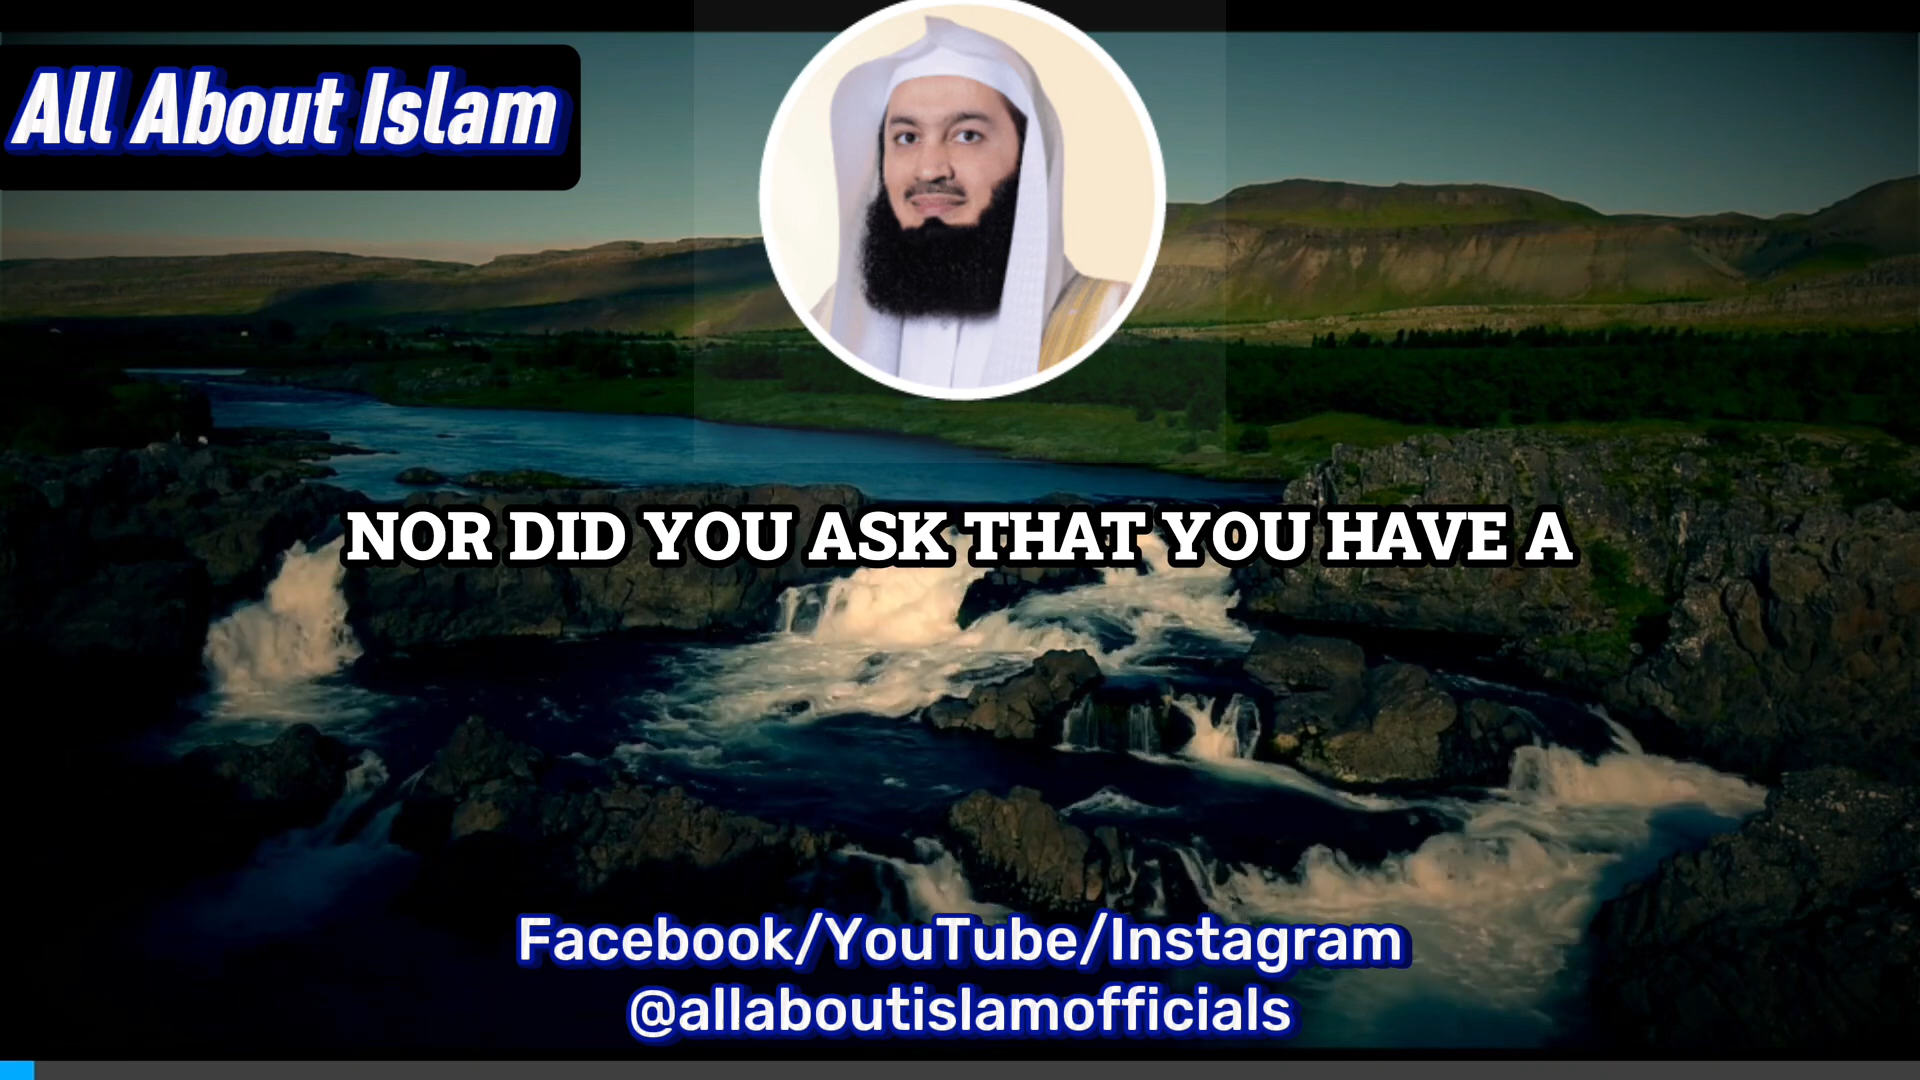 All About Islam
NOR DID YOU ASK THAT YOU HAVE A
Facebook/YouTube/Instagram
@allaboutislamofficials